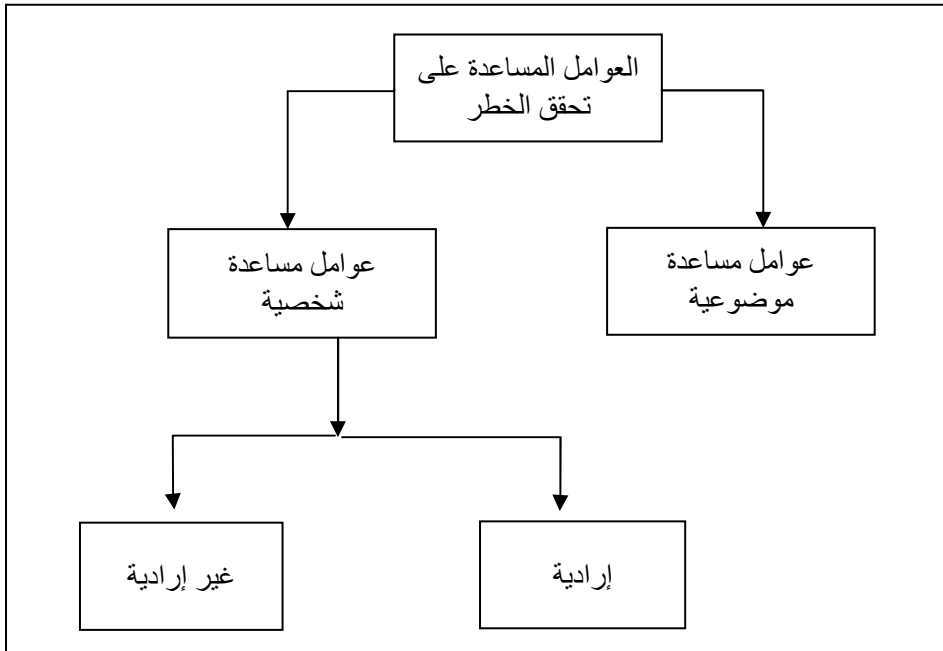 العوامل المساعدة على
تحقق الخطر
عوامل مساعدة
موضوعية
عوامل مساعدة
شخصية
إرادية
غير إرادية